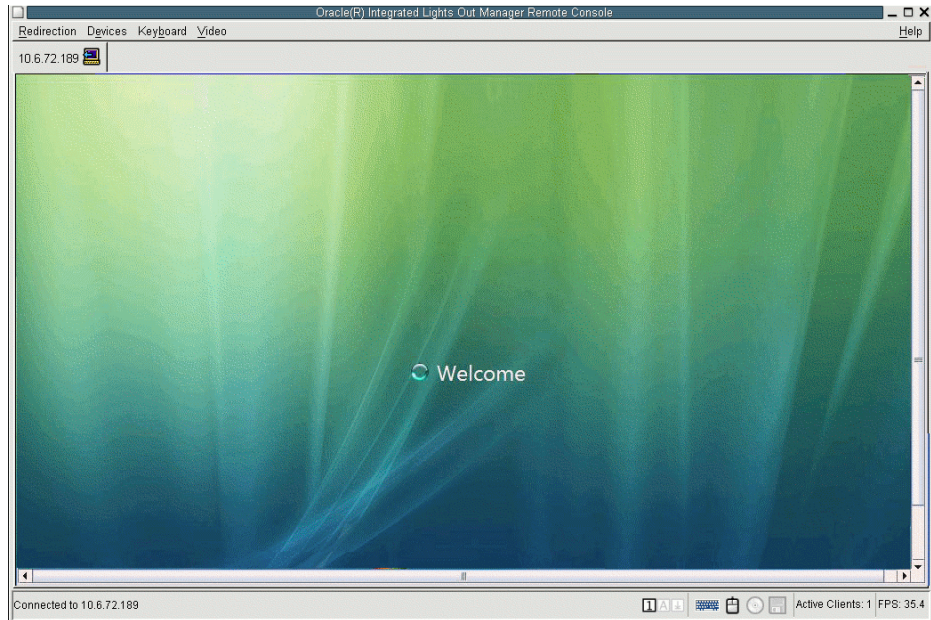 Oracle(R) Integrated Lights Out Manager Remote Console
Redirection Devices Keyboard Video Help
10.6.72.189
Welcome
Connected to 10.6.72.189 1 A Active Clients: 1 FPS: 35.4